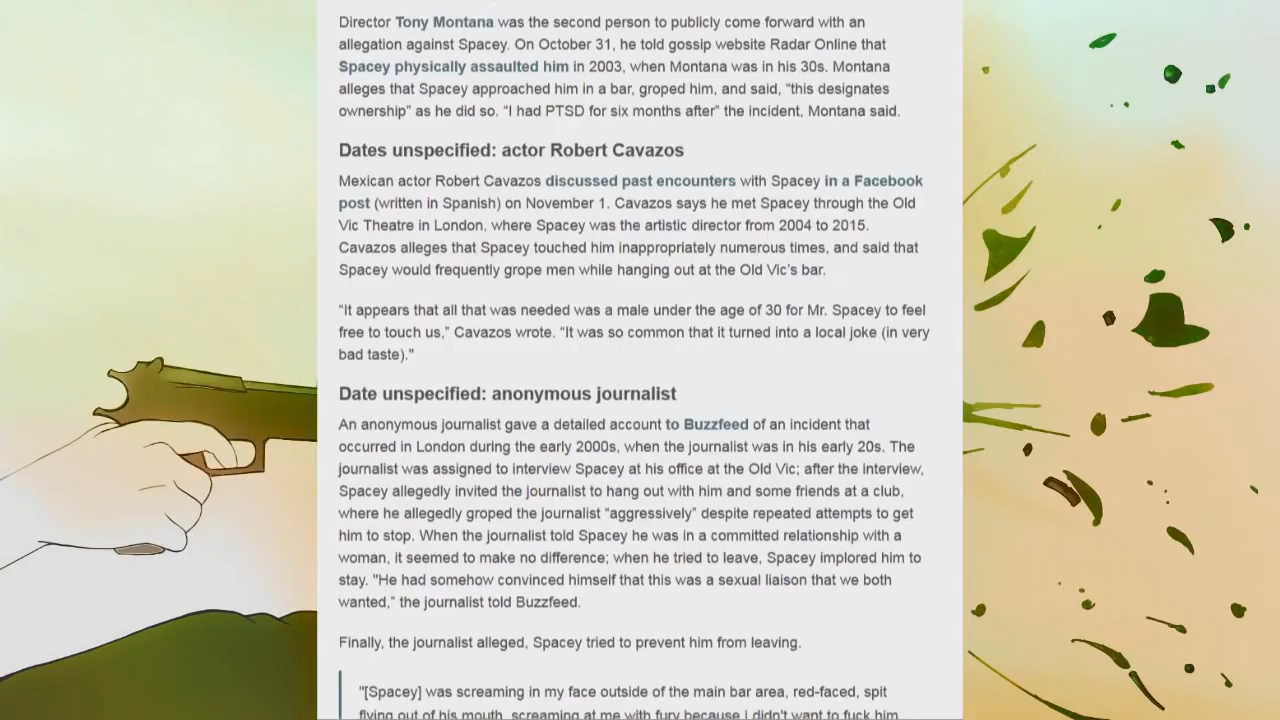 Director Tony Montana was the second person to publicly come forward with an
allegation against Spacey. On October 31, he told gossip website Radar Online that
Spacey physically assaulted him in 2003, when Montana was in his 30s. Montana
alleges that Spacey approached him in a bar, groped him, and said, “this designates
ownership” as he did so. “I had PTSD for six months after” the incident, Montana said.
Dates unspecified: actor Robert Cavazos
Mexican actor Robert Cavazos discussed past encounters with Spacey in a Facebook
post (written in Spanish) on November 1. Cavazos says he met Spacey through the Old
Vic Theatre in London, where Spacey was the artistic director from 2004 to 2015.
Cavazos alleges that Spacey touched him inappropriately numerous times, and said that
Spacey would frequently grope men while hanging out at the Old Vic’s bar.
“It appears that all that was needed was a male under the age of 30 for Mr. Spacey to feel
free to touch us,” Cavazos wrote. “It was so common that it turned into a local joke (in very
bad taste)."
Date unspecified: anonymous journalist
An anonymous journalist gave a detailed account to Buzzfeed of an incident that
occurred in London during the early 2000s, when the journalist was in his early 20s. The
journalist was assigned to interview Spacey at his office at the Old Vic; after the interview,
Spacey allegedly invited the journalist to hang out with him and some friends at a club,
where he allegedly groped the journalist “aggressively” despite repeated attempts to get
him to stop. When the journalist told Spacey he was in a committed relationship with a
woman, it seemed to make no difference; when he tried to leave, Spacey implored him to
stay. "He had somehow convinced himself that this was a sexual liaison that we both
wanted,” the journalist told Buzzfeed.
Finally, the journalist alleged, Spacey tried to prevent him from leaving.
"[Spacey] was screaming in my face outside of the main bar area, red-faced, spit
flying out of his mouth, screaming at me with fury because I didn't want to fuck him